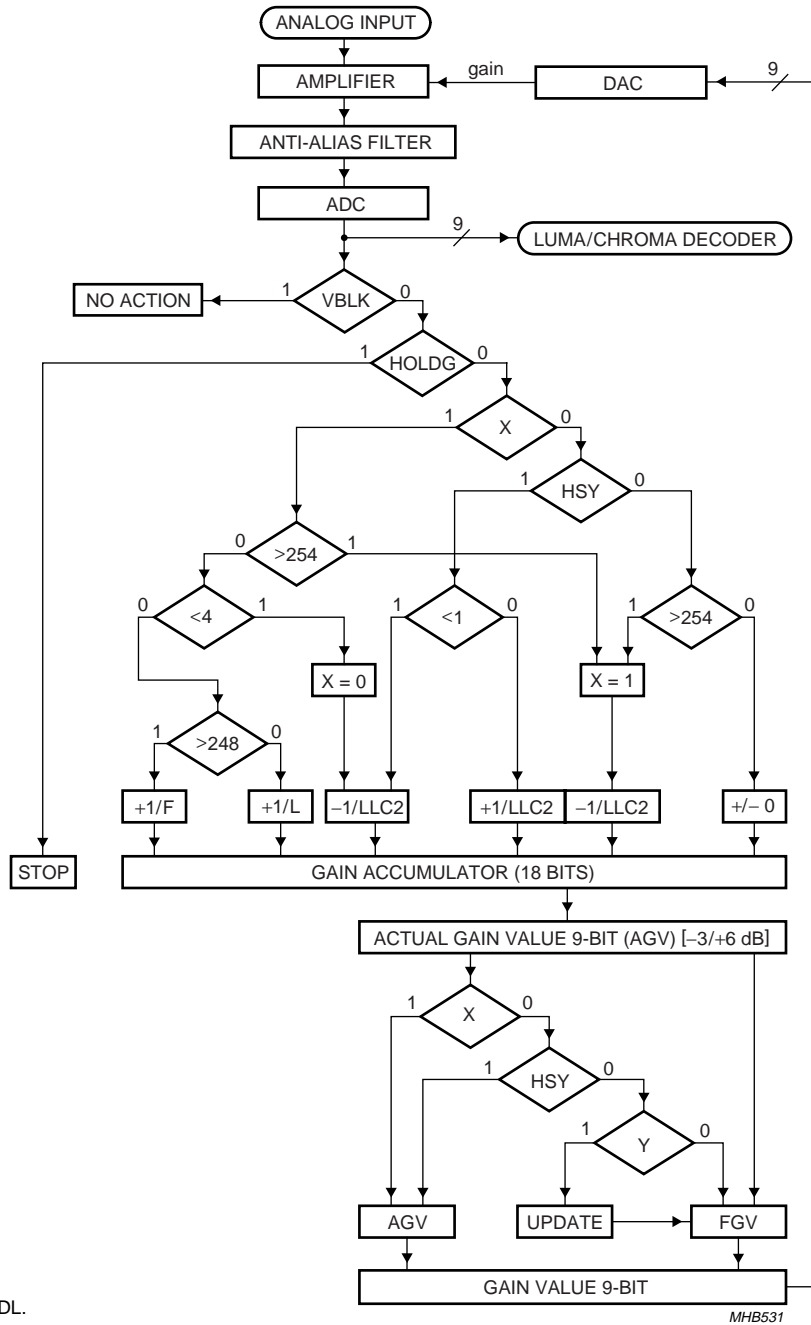 ANALOG INPUT
AMPLIFIER
gain
DAC
9
ANTI-ALIAS FILTER
ADC
9
LUMA/CHROMA DECODER
NO ACTION
1
VBLK
0
1
HOLDG
0
1
X
0
1
HSY
0
0
>254
1
0
<4
1
1
<1
0
1
>254
0
X = 0
X = 1
1
>248
0
+1/F
+1/L
−1/LLC2
+1/LLC2
−1/LLC2
+/− 0
STOP
GAIN ACCUMULATOR (18 BITS)
ACTUAL GAIN VALUE 9-BIT (AGV) [−3/+6 dB]
1
X
0
1
HSY
0
1
Y
0
AGV
UPDATE
FGV
GAIN VALUE 9-BIT
DL.
MHB531